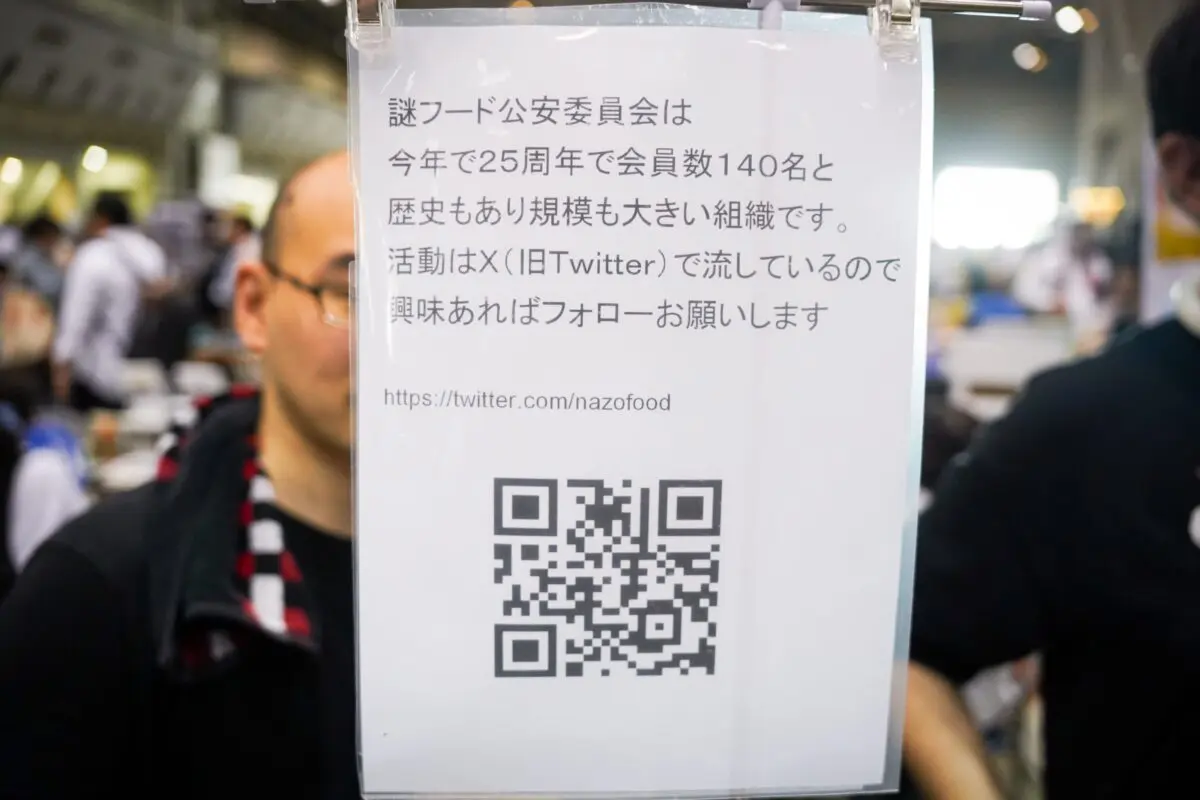 謎フード公安委員会は
今年で25周年で会員数140名と
歴史もあり規模も大きい組織です。
活動はX(旧Twitter)で流しているので
興味あればフォローお願いします
https://twitter.com/nazofood